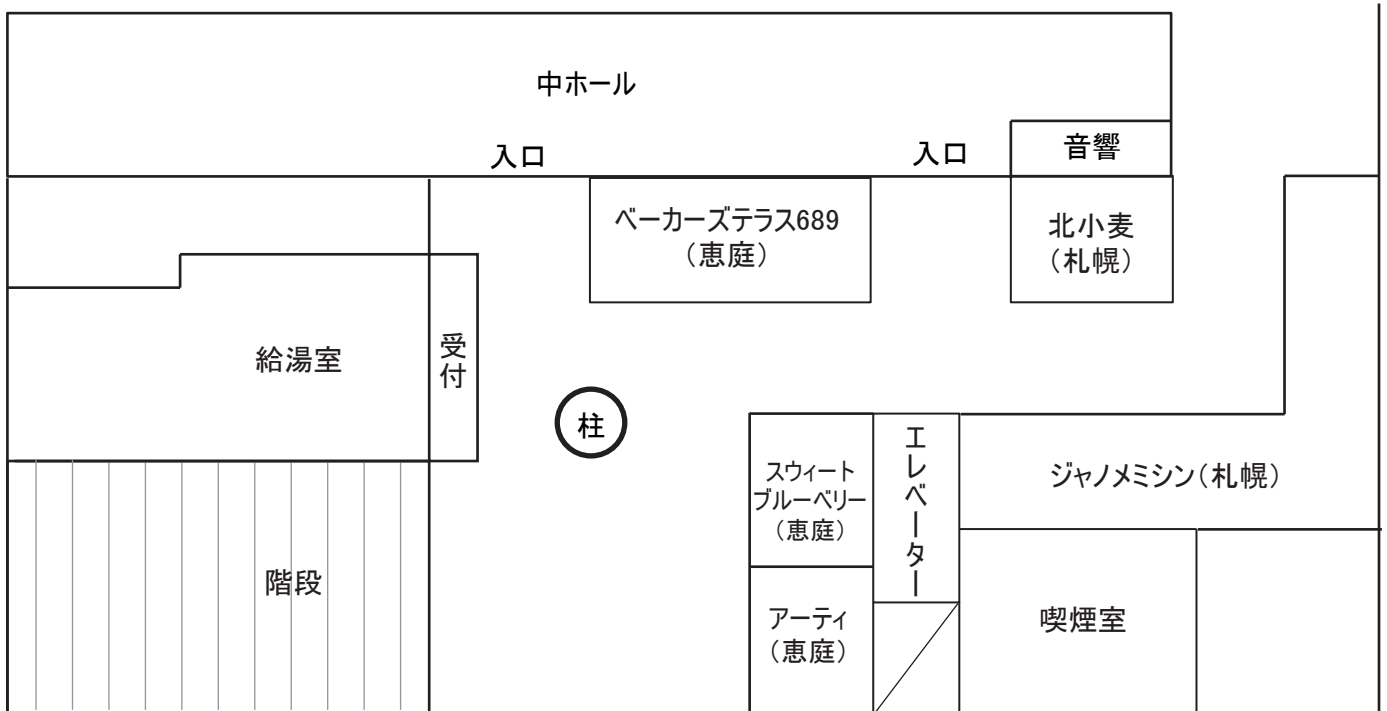 中ホール
入口
入口
音響
ベーカーズテラス689
（恵庭）
北小麦
（札幌）
給湯室
受付
柱
スウィート
ブルーベリー
（恵庭）
エレベーター
ジャノメミシン（札幌）
階段
アーティ
（恵庭）
喫煙室